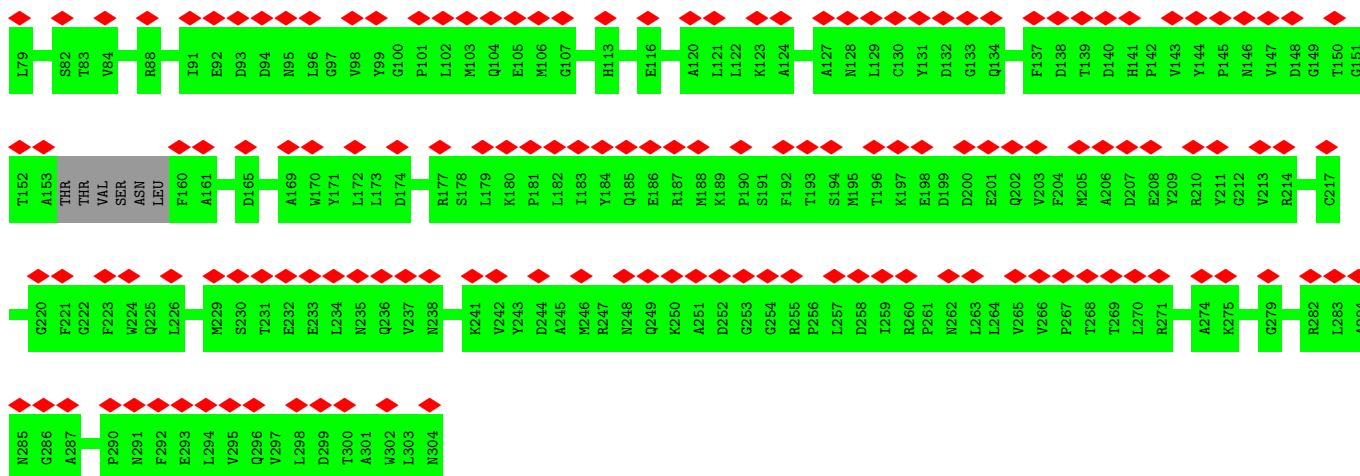 L79 S82 T83 V84 R88 I91 E92 D93 D94 N95 L96 G97 V98 Y99 G100 P101 L102 M103 Q104 E105 M106 G107 H113 E116 A120 L121 L122 K123 A124 A127 N128 L129 C130 Y131 D132 G133 Q134 F137 D138 T139 D140 H141 P142 V143 Y144 P145 N146 V147 D148 G149 T150 G151
T152 A153 THR THR VAL SER ASN LEU F160 A161 D165 A169 W170 Y171 L172 L173 D174 R177 S178 L179 K180 P181 L182 I183 Y184 Q185 E186 R187 M188 K189 P190 S191 F192 T193 S194 M195 T196 K197 E198 D199 D200 E201 Q202 V203 F204 M205 A206 D207 E208 Y209 R210 Y211 G212 V213 R214 C217
G220 F221 G222 F223 W224 Q225 L226 M229 S230 T231 E232 E233 L234 N235 Q236 V237 N238 K241 V242 Y243 D244 A245 M246 R247 N248 Q249 K250 A251 D252 G253 G254 R255 P256 L257 D258 I259 R260 P261 N262 L263 L264 V265 V266 P267 T268 T269 L270 R271 A274 K275 G279 R282 L283 A284
N285 G286 A287 P290 N291 F292 E293 L294 V295 Q296 V297 L298 D299 T300 A301 W302 L303 N304